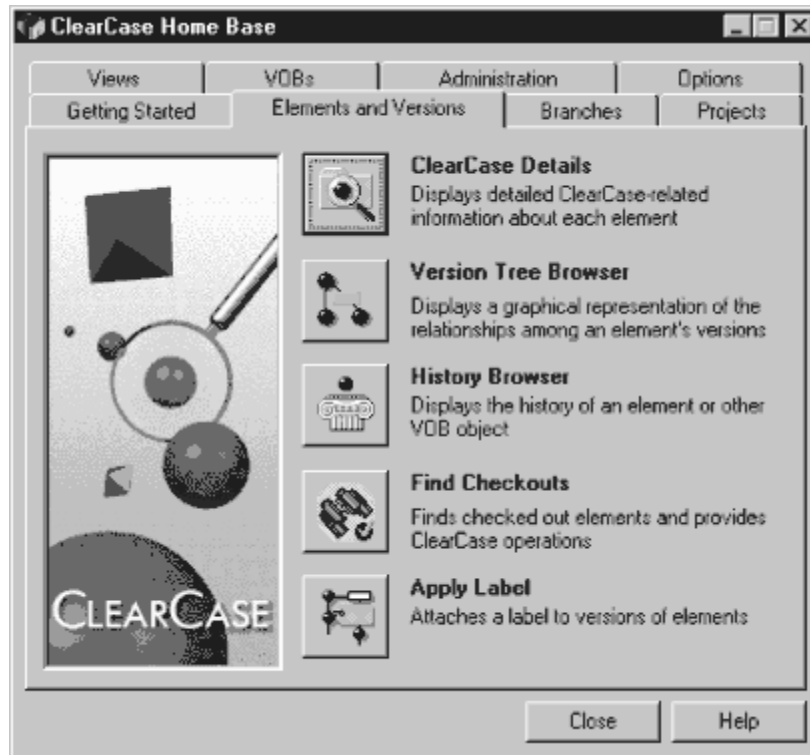 ClearCase Home Base
Views VOBs Administration Options
Getting Started Elements and Versions Branches Projects
ClearCase Details
Displays detailed ClearCase-related
information about each element
Version Tree Browser
Displays a graphical representation of the
relationships among an element's versions
History Browser
Displays the history of an element or other
VOB object
Find Checkouts
Finds checked out elements and provides
ClearCase operations
Apply Label
Attaches a label to versions of elements
CLEARCASE
Close Help